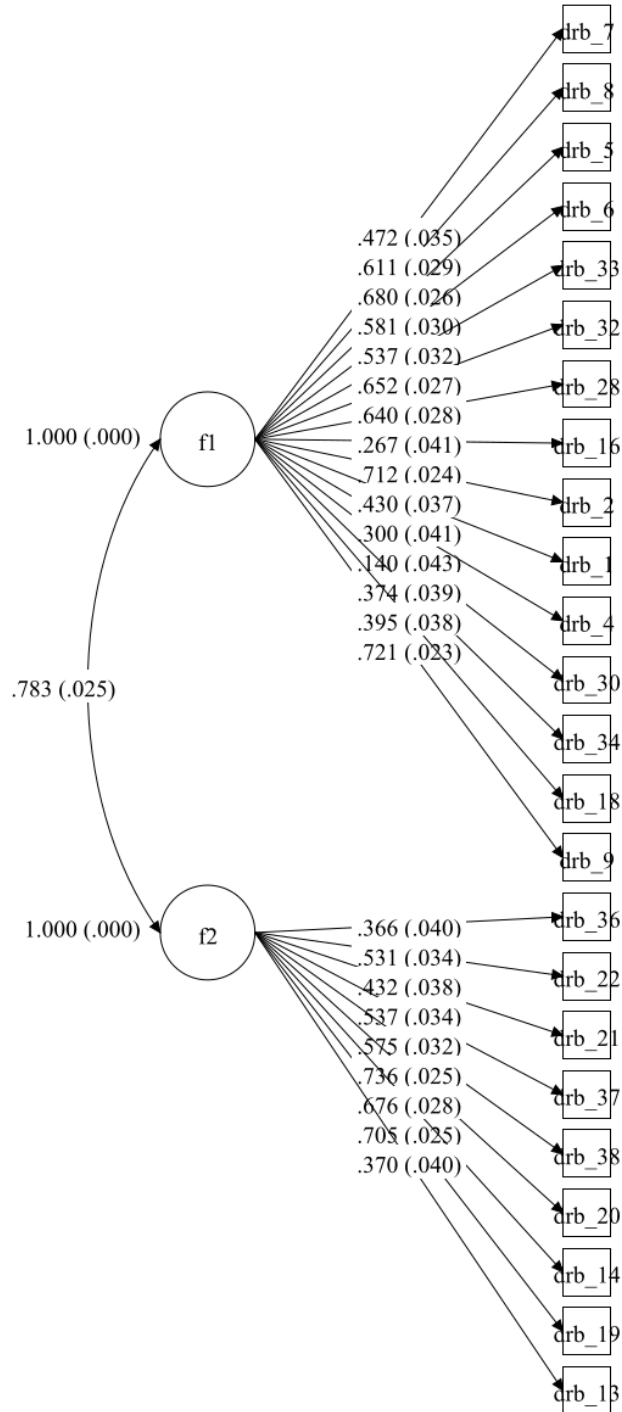 drb_7
drb_8
drb_5
drb_6
drb_33
drb_32
drb_28
drb_16
drb_2
drb_1
drb_4
drb_30
drb_34
drb_18
drb_9
.472 (.035)
.611 (.029)
.680 (.026)
.581 (.030)
.537 (.032)
.652 (.027)
.640 (.028)
.267 (.041)
.712 (.024)
.430 (.037)
.300 (.041)
.140 (.043)
.374 (.039)
.395 (.038)
.721 (.023)
1.000 (.000)
f1
.783 (.025)
1.000 (.000)
f2
.366 (.040)
.531 (.034)
.432 (.038)
.537 (.034)
.575 (.032)
.736 (.025)
.676 (.028)
.705 (.025)
.370 (.040)
drb_36
drb_22
drb_21
drb_37
drb_38
drb_20
drb_14
drb_19
drb_13